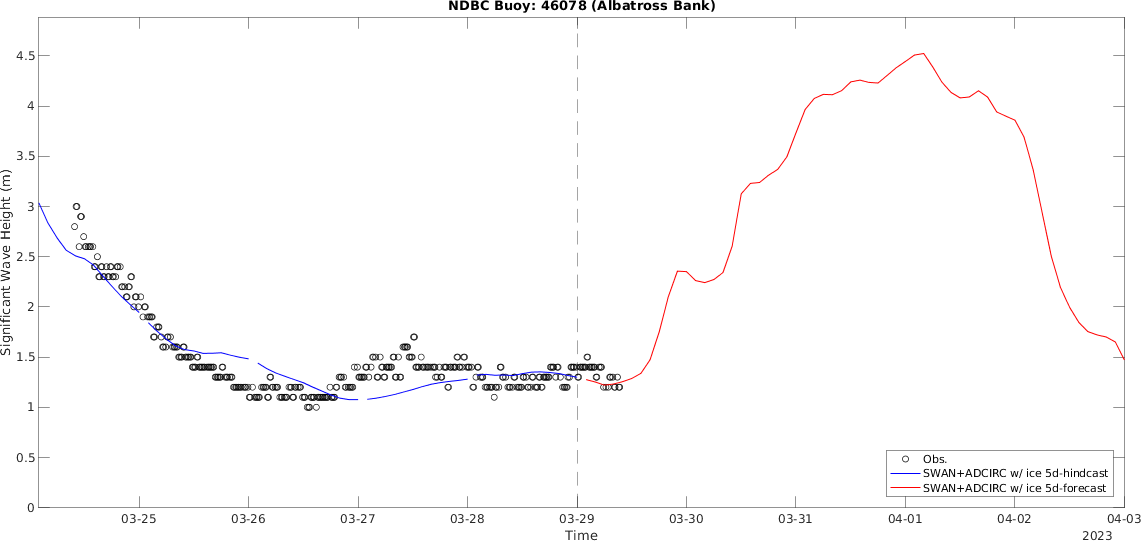 NDBC Buoy: 46078 (Albatross Bank)
Significant Wave Height (m)
4.5
4
3.5
3
2.5
2
1.5
1
0.5
0
Obs.
SWAN+ADCIRC w/ ice 5d-hindcast
SWAN+ADCIRC w/ ice 5d-forecast
03-25 03-26 03-27 03-28 03-29 03-30 03-31 04-01 04-02 04-03
Time
2023